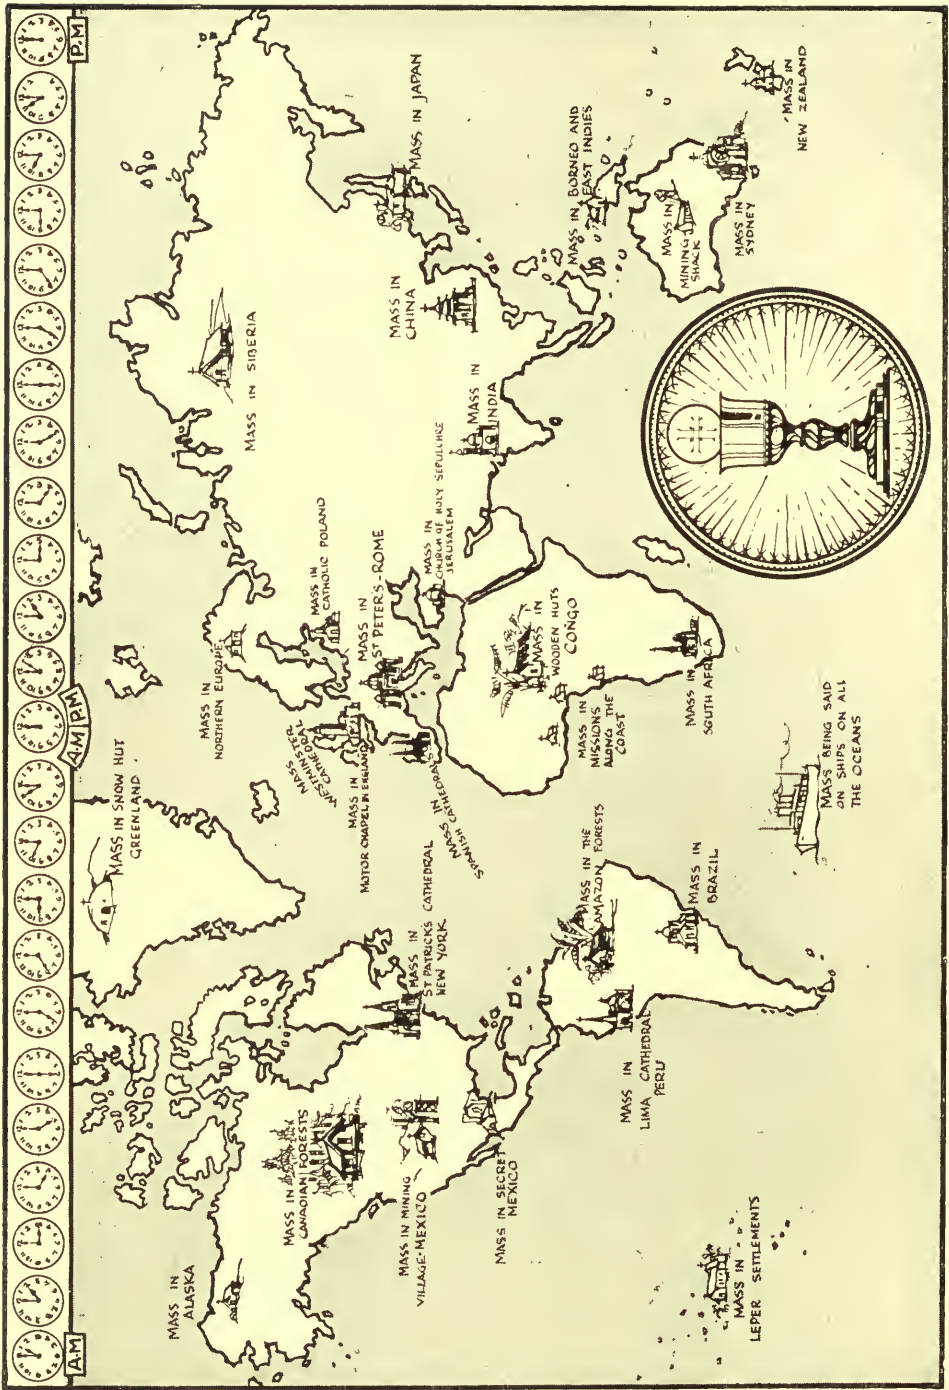 A.M
A.M
P.M
P.M
MASS IN
ALASKA
MASS IN
CANADIAN FORESTS
MASS IN MINING
VILLAGE-MEXICO
MASS IN SECRET
MEXICO
MASS IN
ST PATRICKS CATHEDRAL
NEW YORK
MASS IN SNOW HUT
GREENLAND
MASS IN
LIMA CATHEDRAL
PERU
MASS IN THE
AMAZON FORESTS
MASS IN
BRAZIL
MASS IN
LEPER SETTLEMENTS
MASS BEING SAID
ON SHIPS ON ALL
THE OCEANS
MASS IN
NORTHERN EUROPE
MASS
WESTMINSTER
CATHEDRAL
MASS IN
MOTOR CHAPEL IN ENGLAND
MASS IN
SPANISH CATHEDRALS
MASS IN
CATHOLIC POLAND
MASS IN
ST PETER'S-ROME
MASS IN
CHURCH OF HOLY SEPULCHRE
JERUSALEM
MASS IN
WOODEN HUTS
CONGO
MASS IN
MISSIONS
ALONG THE
COAST
MASS IN
SOUTH AFRICA
MASS IN SIBERIA
MASS IN
INDIA
MASS IN
CHINA
MASS IN JAPAN
MASS IN BORNEO AND
EAST INDIES
MASS IN
MINING
SHACK
MASS IN
SYDNEY
MASS IN
NEW ZEALAND